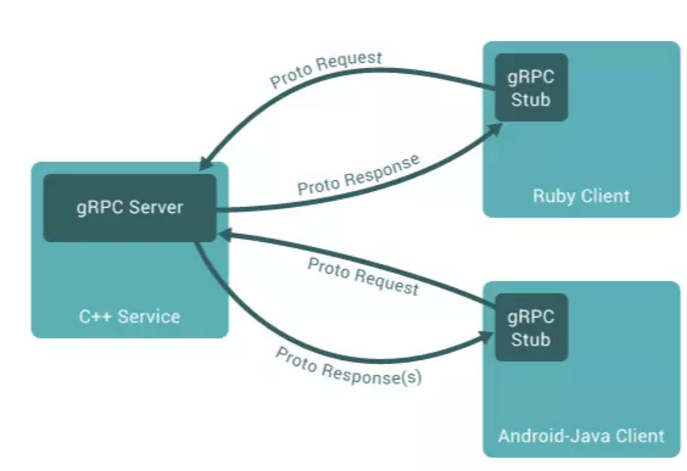 Proto Request
gRPC
Stub
Proto Response
Ruby Client
gRPC Server
C++ Service
Proto Request
gRPC
Stub
Proto Response(s)
Android-Java Client